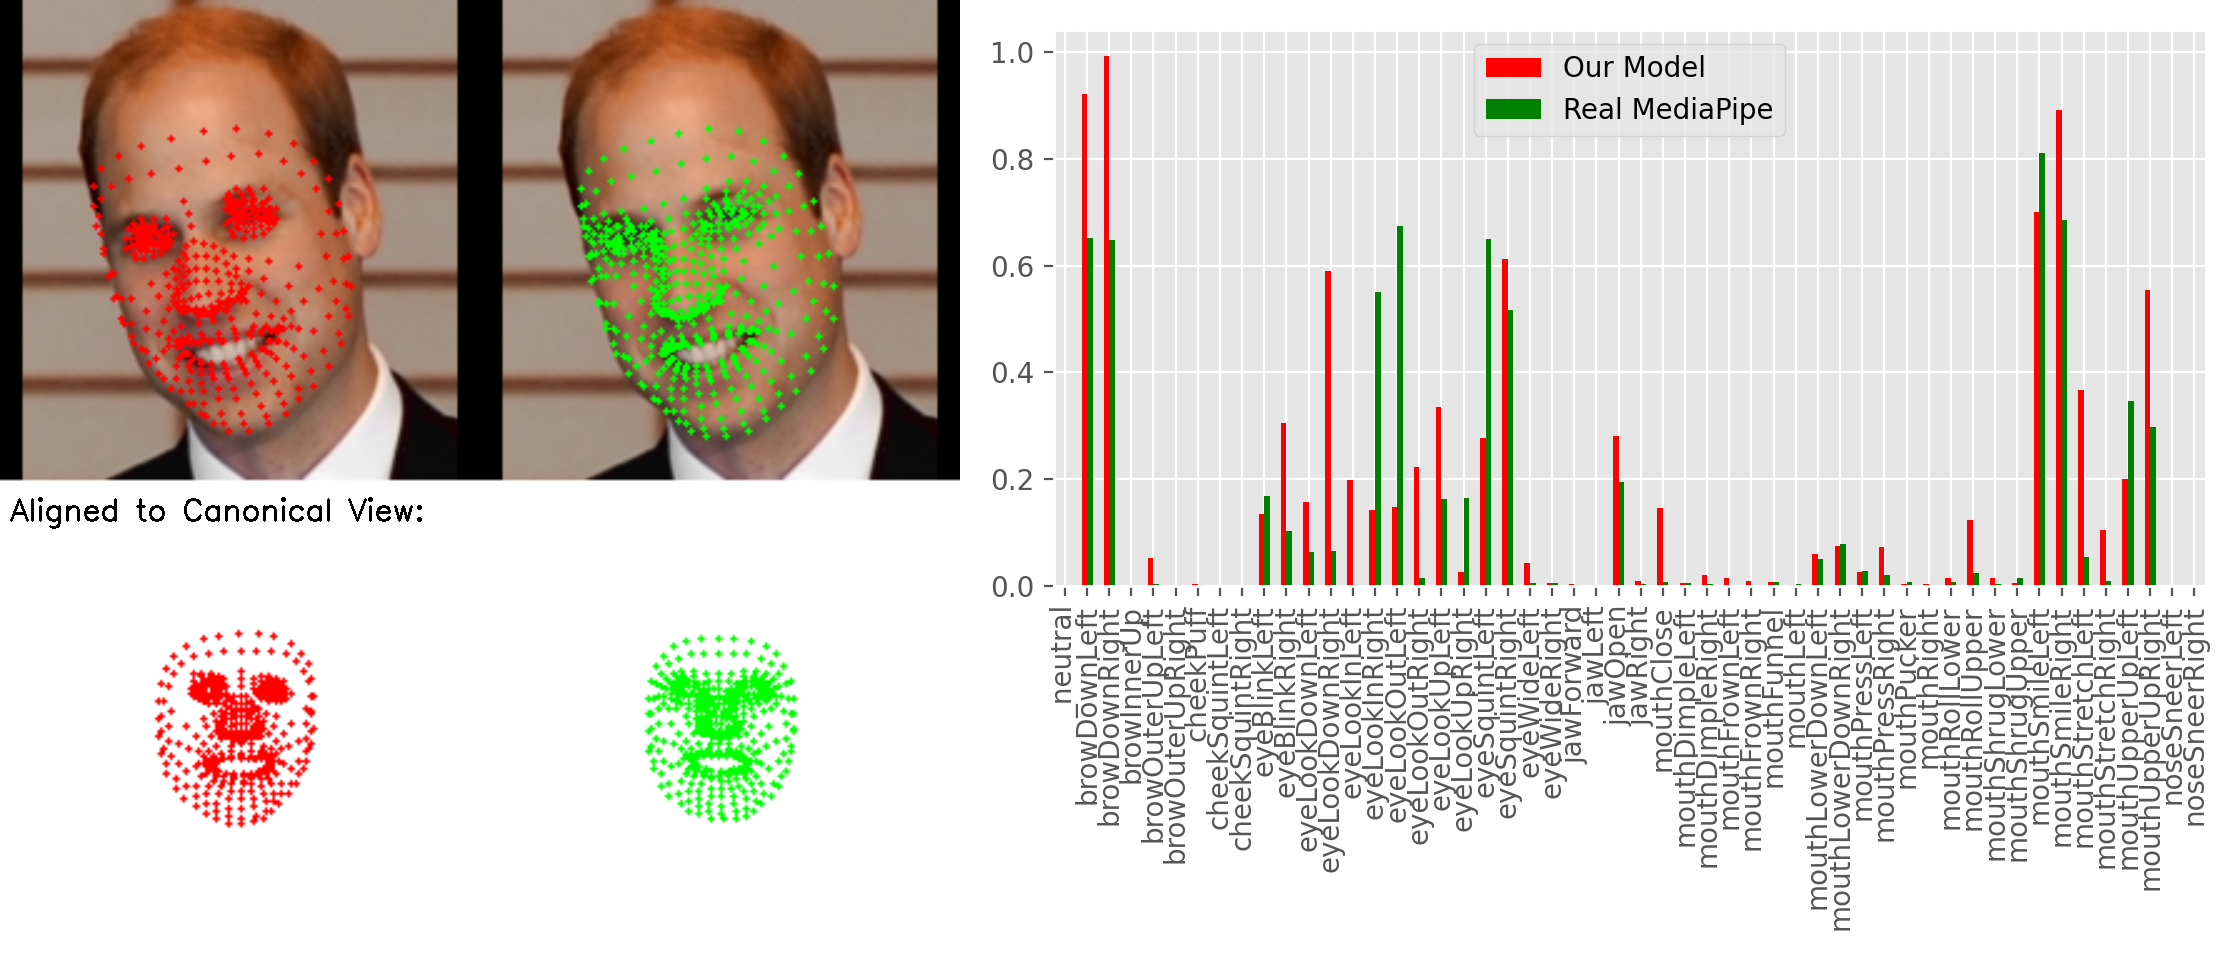 Our Model
Real MediaPipe
1.0
0.8
0.6
0.4
0.2
0.0
neutral
browDownLeft
browDownRight
browInnerUp
browOuterUpLeft
browOuterUpRight
cheekPuff
cheekSquintLeft
cheekSquintRight
eyeBlinkLeft
eyeBlinkRight
eyeLookDownLeft
eyeLookDownRight
eyeLookInLeft
eyeLookInRight
eyeLookOutLeft
eyeLookOutRight
eyeLookUpLeft
eyeLookUpRight
eyeSquintLeft
eyeSquintRight
eyeWideLeft
eyeWideRight
jawForward
jawLeft
jawOpen
jawRight
mouthClose
mouthDimpleLeft
mouthDimpleRight
mouthFrownLeft
mouthFrownRight
mouthFunnel
mouthLeft
mouthLowerDownLeft
mouthLowerDownRight
mouthPressLeft
mouthPressRight
mouthPucker
mouthRight
mouthRollLower
mouthRollUpper
mouthShrugLower
mouthShrugUpper
mouthSmileLeft
mouthSmileRight
mouthStretchLeft
mouthStretchRight
mouthUpperUpLeft
mouthUpperUpRight
noseSneerLeft
noseSneerRight
Aligned to Canonical View: